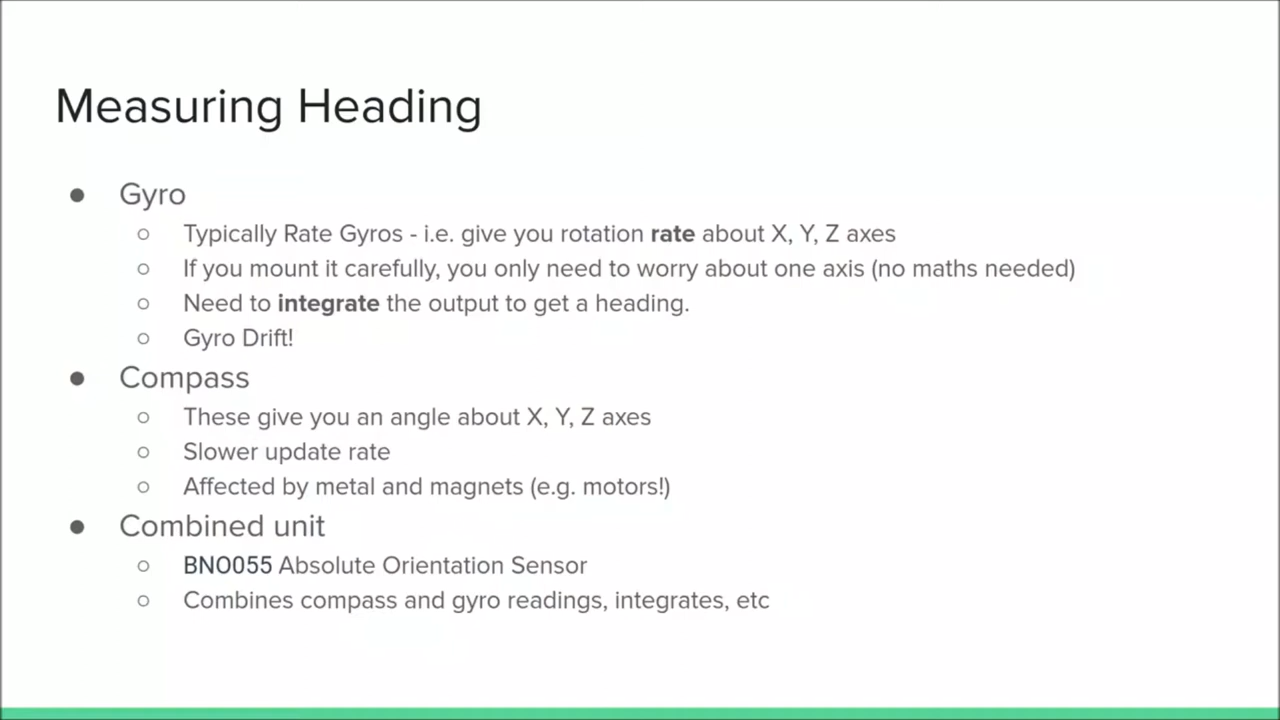 Measuring Heading
● Gyro
○ Typically Rate Gyros - i.e. give you rotation rate about X, Y, Z axes
○ If you mount it carefully, you only need to worry about one axis (no maths needed)
○ Need to integrate the output to get a heading.
○ Gyro Drift!
● Compass
○ These give you an angle about X, Y, Z axes
○ Slower update rate
○ Affected by metal and magnets (e.g. motors!)
● Combined unit
○ BNO055 Absolute Orientation Sensor
○ Combines compass and gyro readings, integrates, etc